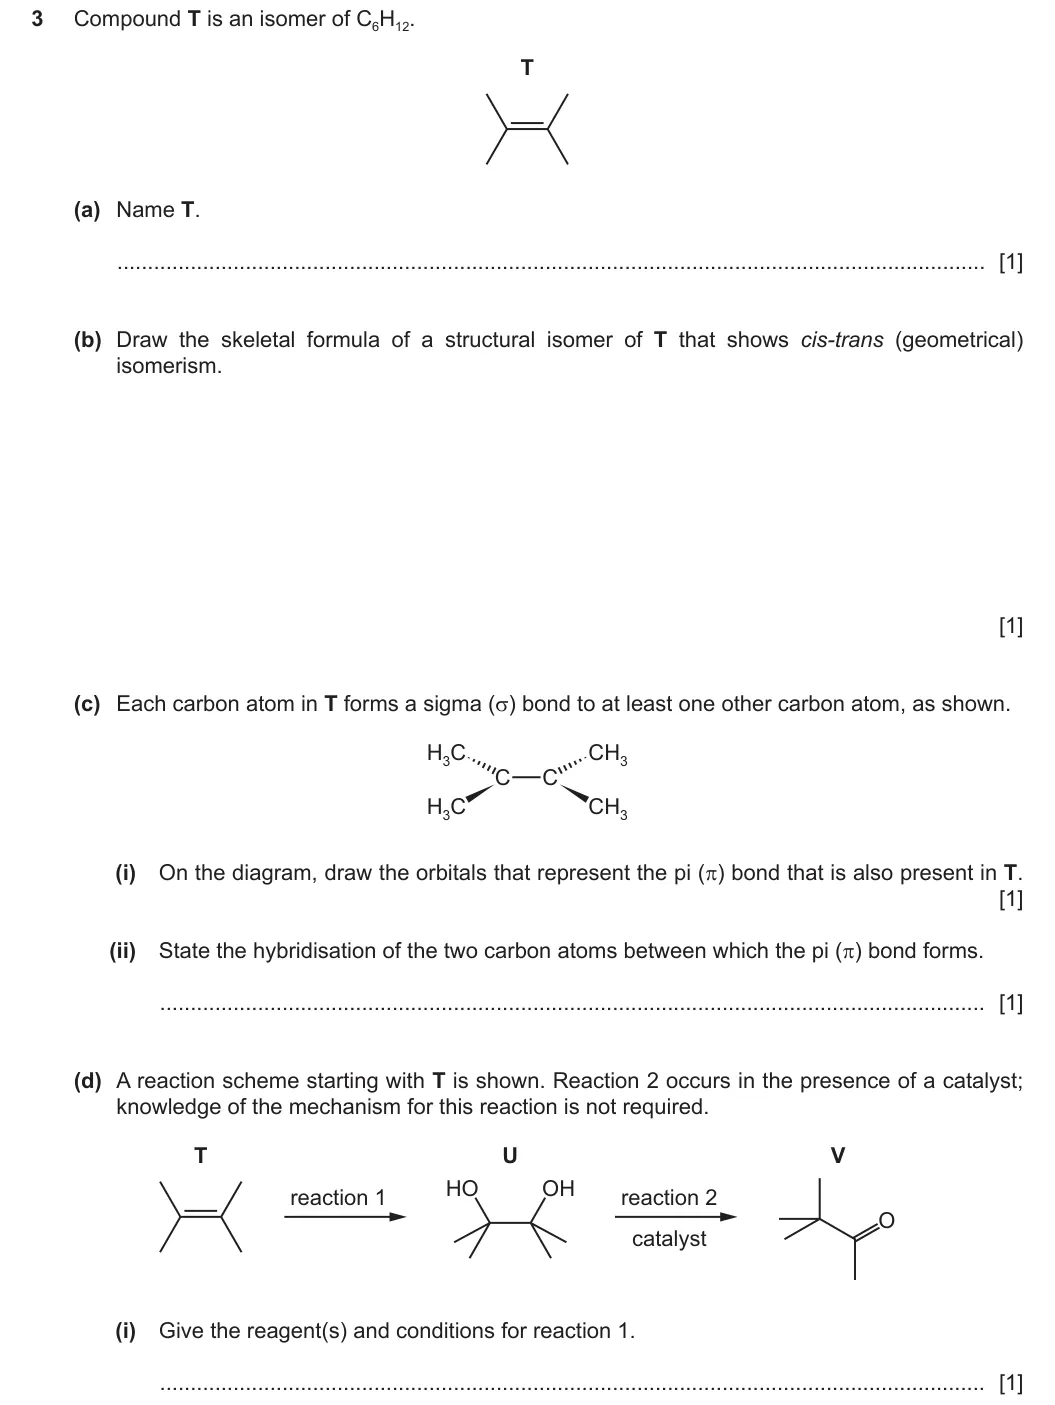 3 Compound T is an isomer of C₆H₁₂.
T
(a) Name T.
.......................................................................................................................................... [1]
(b) Draw the skeletal formula of a structural isomer of T that shows cis-trans (geometrical)
isomerism.
[1]
(c) Each carbon atom in T forms a sigma (σ) bond to at least one other carbon atom, as shown.
H₃C CH₃
C C
H₃C CH₃
(i) On the diagram, draw the orbitals that represent the pi (π) bond that is also present in T.
[1]
(ii) State the hybridisation of the two carbon atoms between which the pi (π) bond forms.
.......................................................................................................................................... [1]
(d) A reaction scheme starting with T is shown. Reaction 2 occurs in the presence of a catalyst;
knowledge of the mechanism for this reaction is not required.
T U V
reaction 1 HO OH reaction 2 O
catalyst
(i) Give the reagent(s) and conditions for reaction 1.
.......................................................................................................................................... [1]